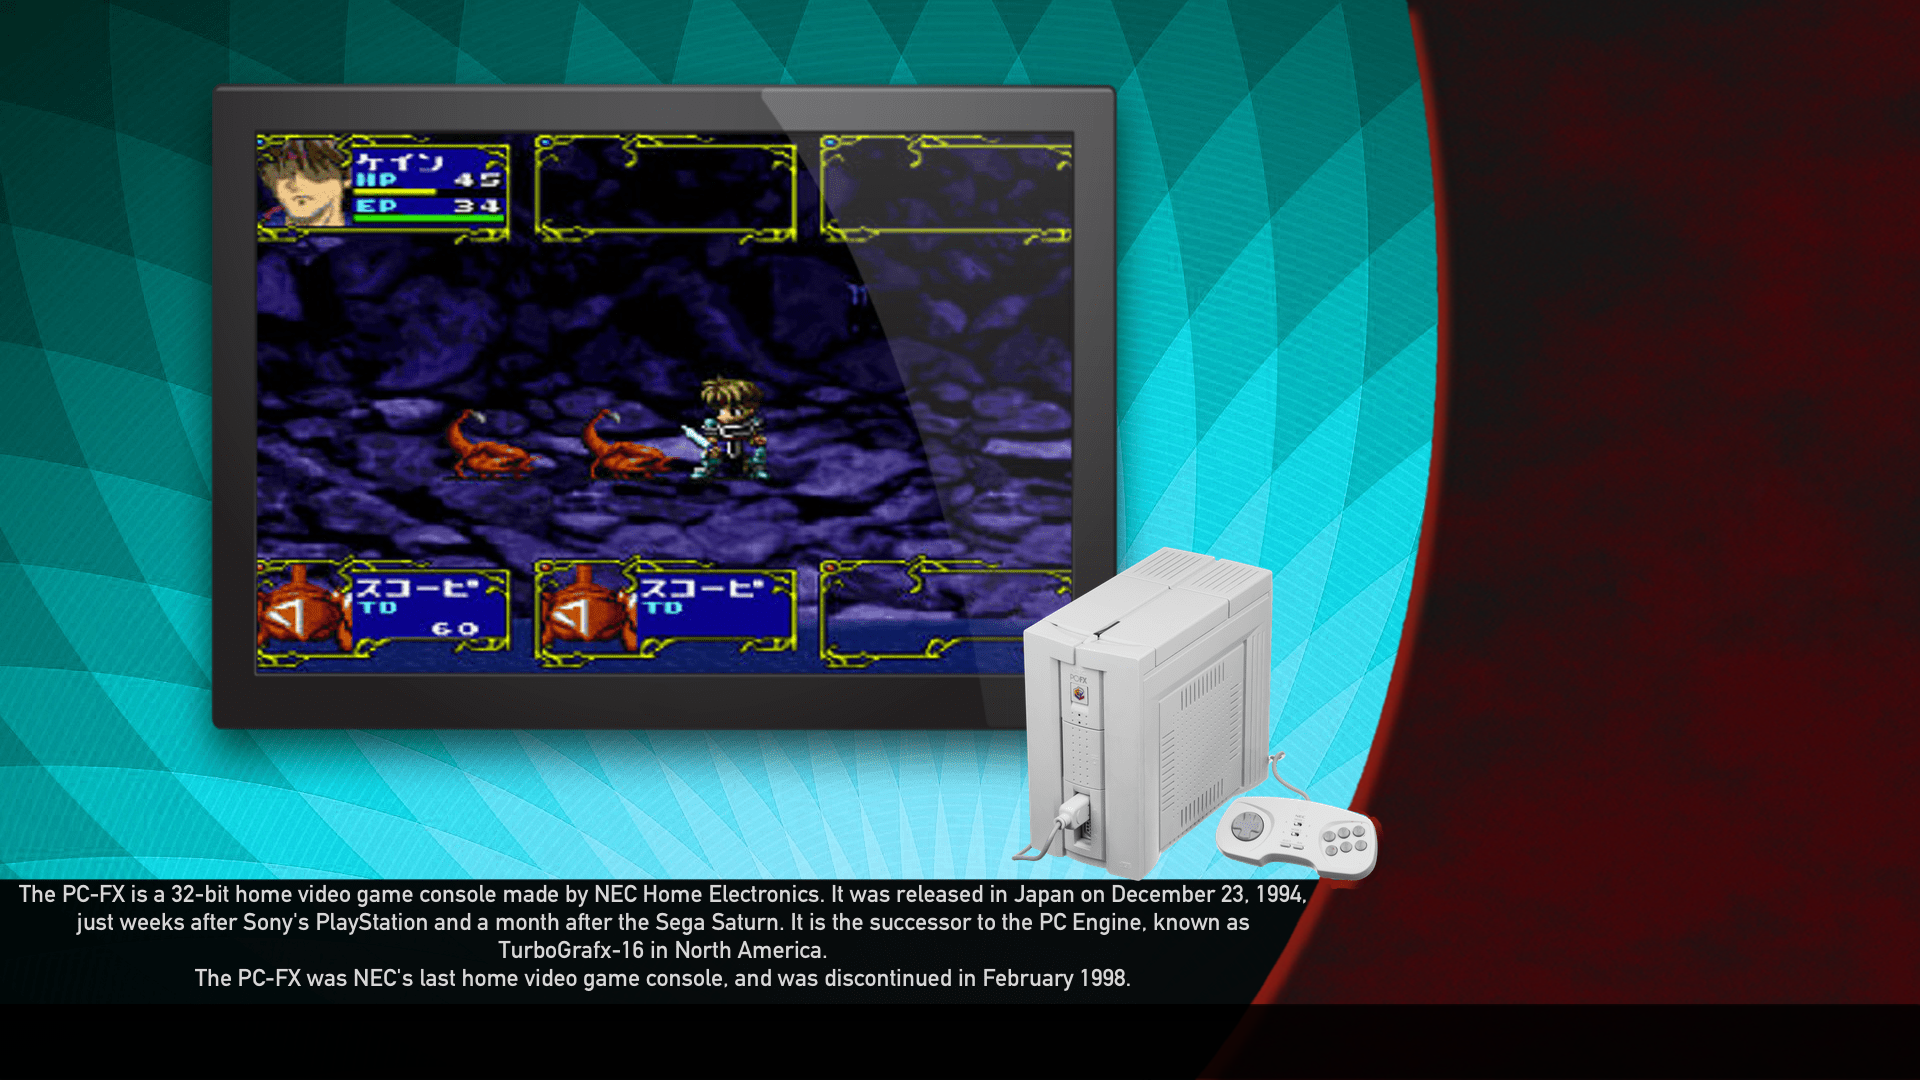 ケイン
HP 45
EP 34
スコーピ
TD
60
スコーピ
TD
PCFX
The PC-FX is a 32-bit home video game console made by NEC Home Electronics. It was released in Japan on December 23, 1994,
just weeks after Sony's PlayStation and a month after the Sega Saturn. It is the successor to the PC Engine, known as
TurboGrafx-16 in North America.
The PC-FX was NEC's last home video game console, and was discontinued in February 1998.